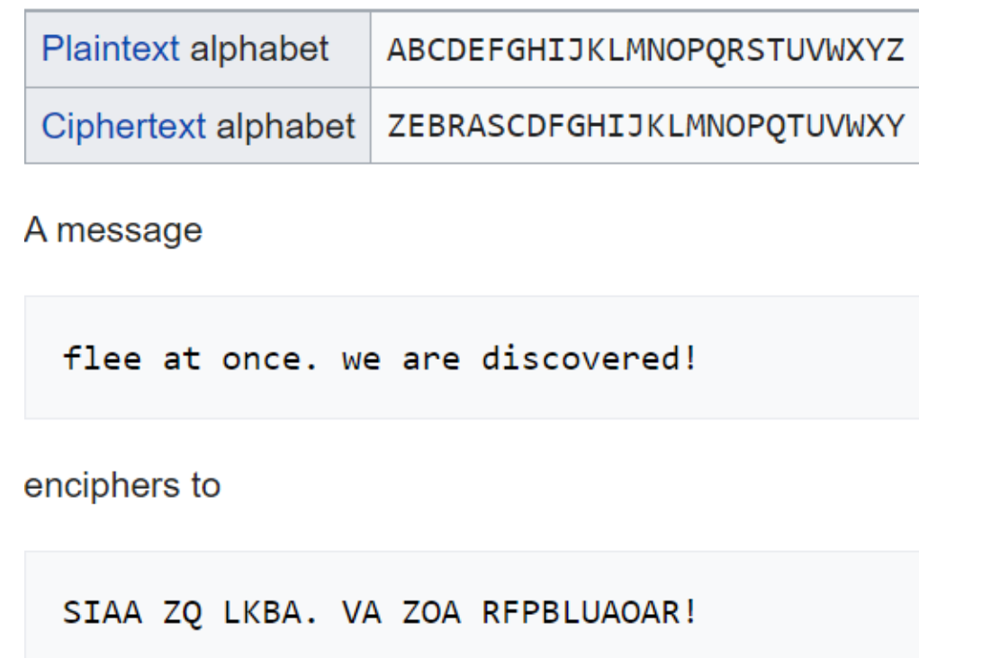 Plaintext alphabet ABCDEFGHIJKLMNOPQRSTUVWXYZ
Ciphertext alphabet ZEBRASCDFGHIJKLMNOPQTUVWXY
A message
flee at once. we are discovered!
enciphers to
SIAA ZQ LKBA. VA ZOA RFPBLUAOAR!